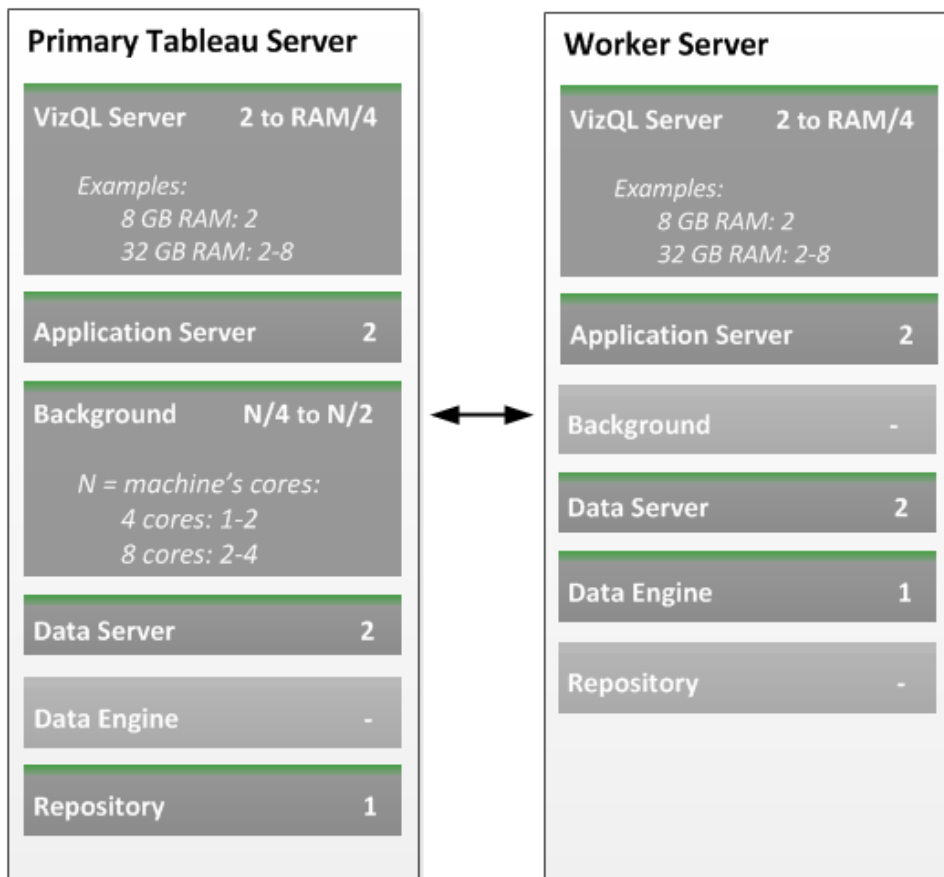 Primary Tableau Server
VizQL Server 2 to RAM/4
Examples:
8 GB RAM: 2
32 GB RAM: 2-8
Application Server 2
Background N/4 to N/2
N = machine's cores:
4 cores: 1-2
8 cores: 2-4
Data Server 2
Data Engine -
Repository 1
Worker Server
VizQL Server 2 to RAM/4
Examples:
8 GB RAM: 2
32 GB RAM: 2-8
Application Server 2
Background -
Data Server 2
Data Engine 1
Repository -